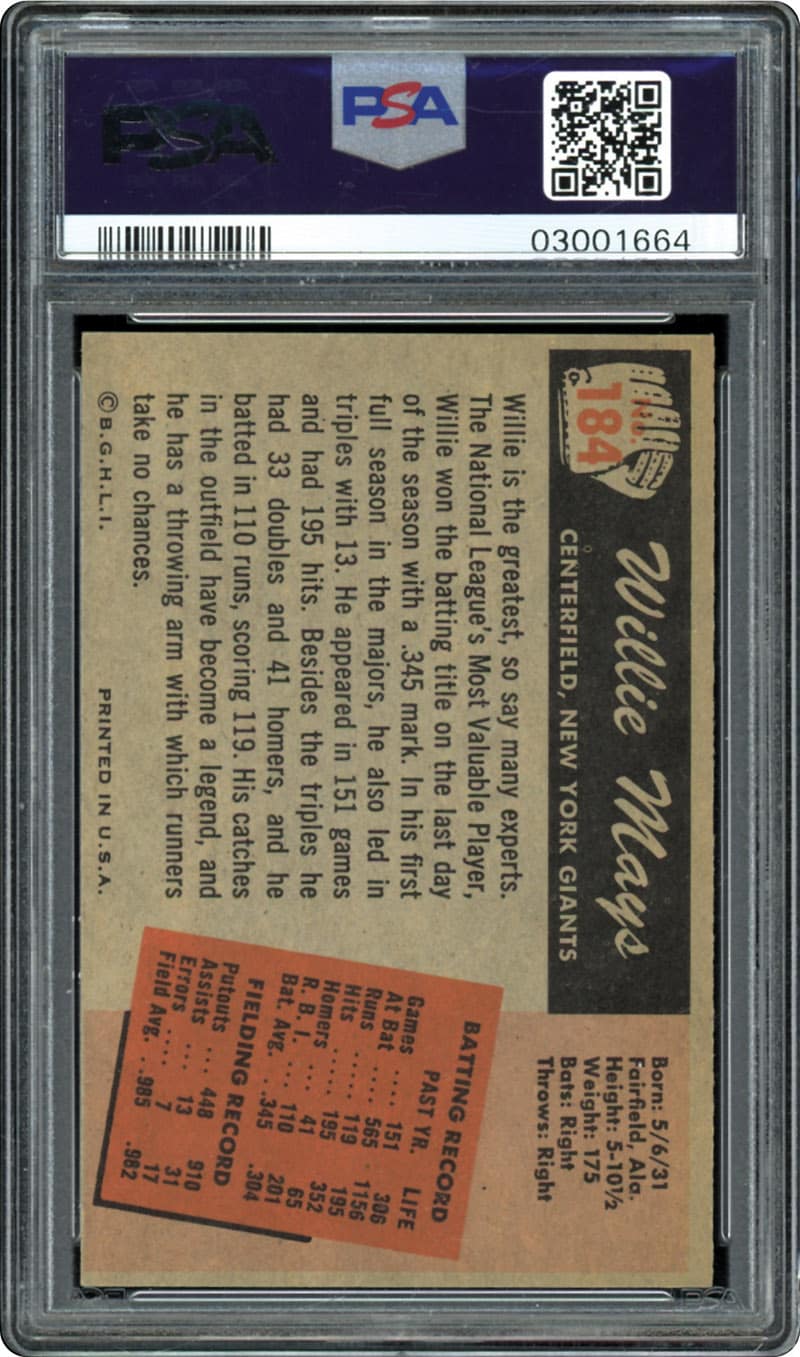 PSA
PSA
03001664
No.
184
Willie Mays
CENTERFIELD, NEW YORK GIANTS
Born: 5/6/31
Fairfield, Ala.
Height: 5-10½
Weight: 175
Bats: Right
Throws: Right
Willie is the greatest, so say many experts.
The National League's Most Valuable Player,
Willie won the batting title on the last day
of the season with a .345 mark. In his first
full season in the majors, he also led in
triples with 13. He appeared in 151 games
and had 195 hits. Besides the triples he
had 33 doubles and 41 homers, and he
batted in 110 runs, scoring 119. His catches
in the outfield have become a legend, and
he has a throwing arm with which runners
take no chances.
BATTING RECORD
PAST YR. LIFE
Games .... 151 306
At Bat .... 565 1156
Runs .... 119 195
Hits ..... 195 352
Homers ..... 41 65
R. B. I. .... 110 201
Bat. Avg. ... .345 .304
FIELDING RECORD
Putouts ... 448 910
Assists ... 13 31
Errors .... 7 17
Field Avg. .. .985 .982
© B.G.H.L.I. PRINTED IN U.S.A.
PSA
PSA